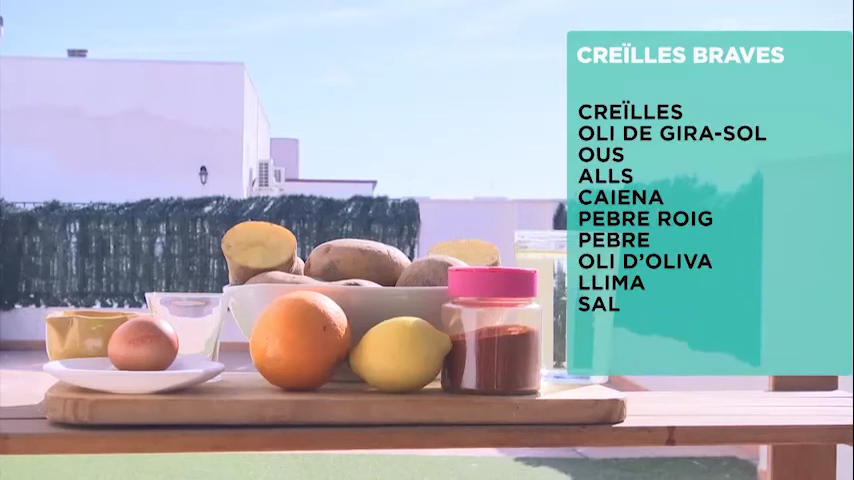 CREÏLLES BRAVES
CREÏLLES
OLI DE GIRA-SOL
OUS
ALLS
CAIENA
PEBRE ROIG
PEBRE
OLI D'OLIVA
LLIMA
SAL